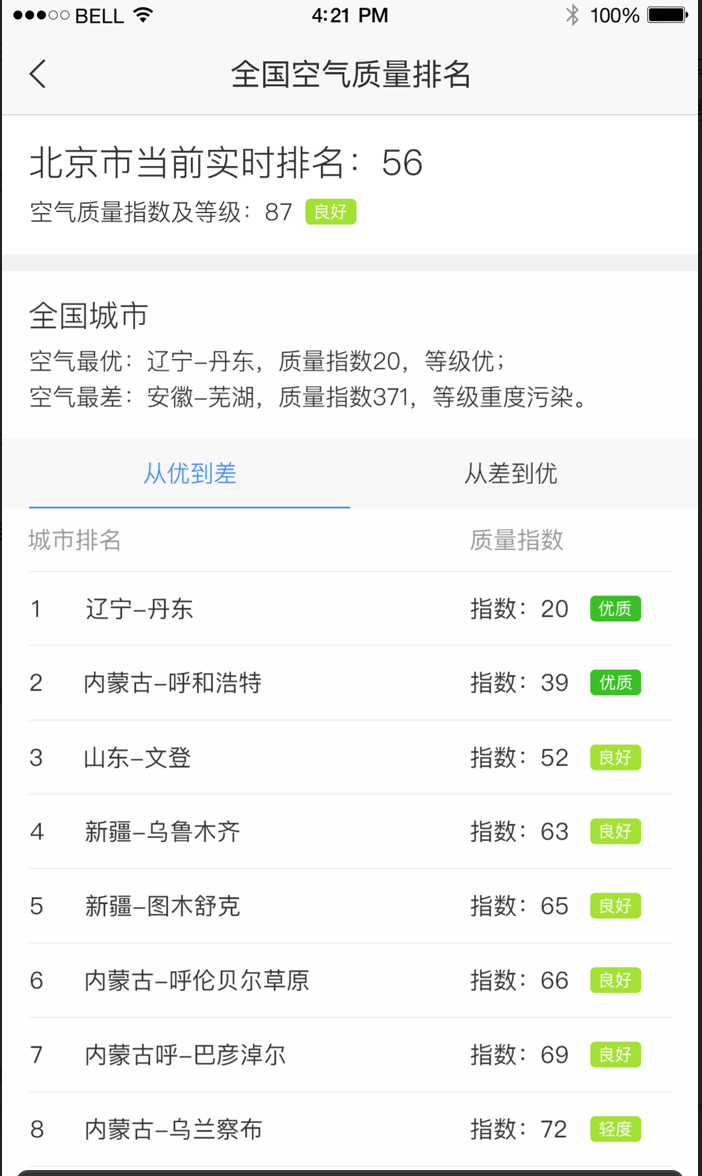 BELL 4:21 PM 100%
全国空气质量排名
北京市当前实时排名：56
空气质量指数及等级：87 良好
全国城市
空气最优：辽宁–丹东，质量指数20，等级优；
空气最差：安徽–芜湖，质量指数371，等级重度污染。
从优到差 从差到优
城市排名 质量指数
1 辽宁–丹东 指数：20 优质
2 内蒙古–呼和浩特 指数：39 优质
3 山东–文登 指数：52 良好
4 新疆–乌鲁木齐 指数：63 良好
5 新疆–图木舒克 指数：65 良好
6 内蒙古–呼伦贝尔草原 指数：66 良好
7 内蒙古呼–巴彦淖尔 指数：69 良好
8 内蒙古–乌兰察布 指数：72 轻度